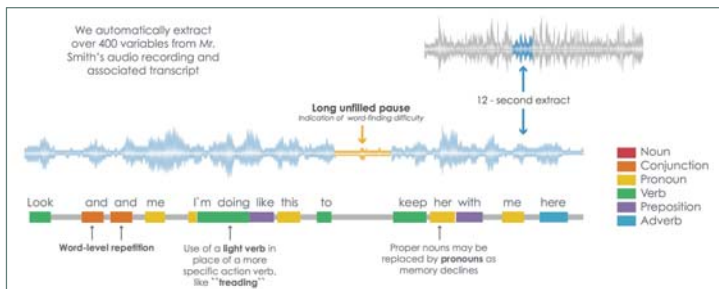 We automatically extract
over 400 variables from Mr.
Smith's audio recording and
associated transcript
12 - second extract
Long unfilled pause
Indication of word-finding difficulty
Noun
Conjunction
Pronoun
Verb
Preposition
Adverb
Look and and me I'm doing like this to keep her with me here
Word-level repetition
Use of a light verb in
place of a more
specific action verb,
like ``treading``
Proper nouns may be
replaced by pronouns as
memory declines